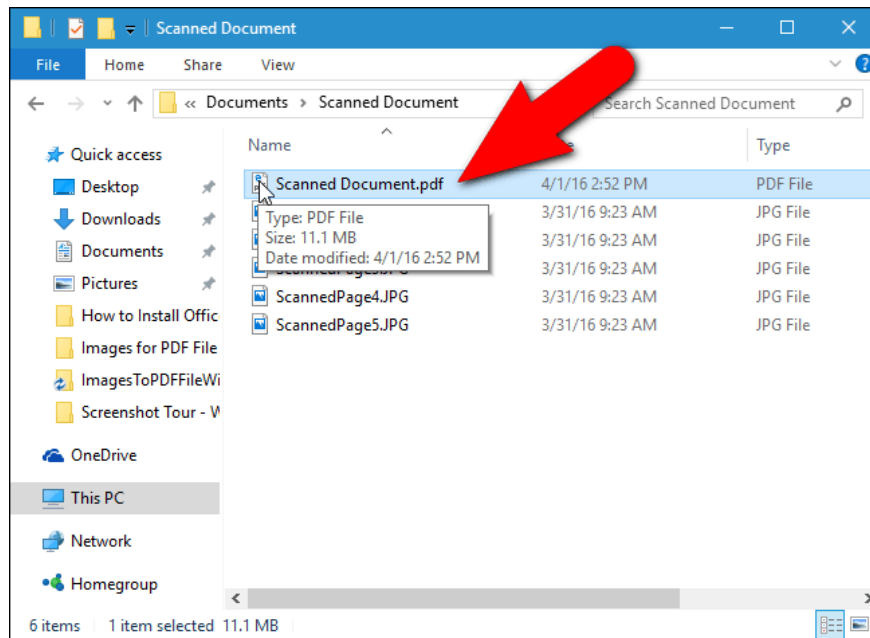 Scanned Document
File Home Share View
« Documents › Scanned Document Search Scanned Document
Name Type
Quick access
Desktop
Downloads
Documents
Pictures
How to Install Offic
Images for PDF File
ImagesToPDFFileWi
Screenshot Tour - W
OneDrive
This PC
Network
Homegroup
Scanned Document.pdf 4/1/16 2:52 PM PDF File
3/31/16 9:23 AM JPG File
3/31/16 9:23 AM JPG File
3/31/16 9:23 AM JPG File
ScannedPage4.JPG 3/31/16 9:23 AM JPG File
ScannedPage5.JPG 3/31/16 9:23 AM JPG File
Type: PDF File
Size: 11.1 MB
Date modified: 4/1/16 2:52 PM
6 items 1 item selected 11.1 MB